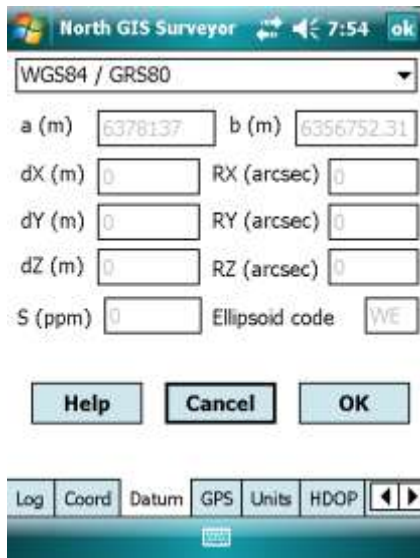 North GIS Surveyor 7:54 ok
WGS84 / GRS80
a (m) 6378137 b (m) 6356752.31
dX (m) 0 RX (arcsec) 0
dY (m) 0 RY (arcsec) 0
dZ (m) 0 RZ (arcsec) 0
S (ppm) 0 Ellipsoid code WE
Help Cancel OK
Log Coord Datum GPS Units HDOP